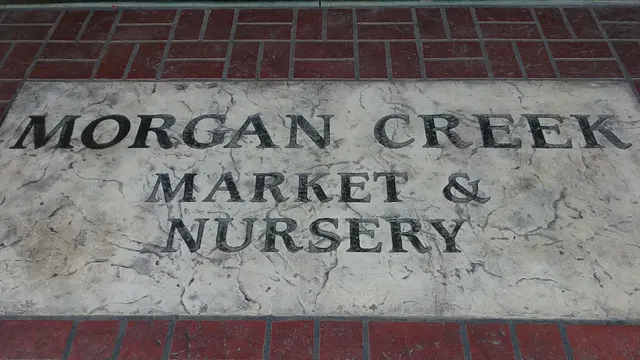 MORGAN CREEK
MARKET &
NURSERY